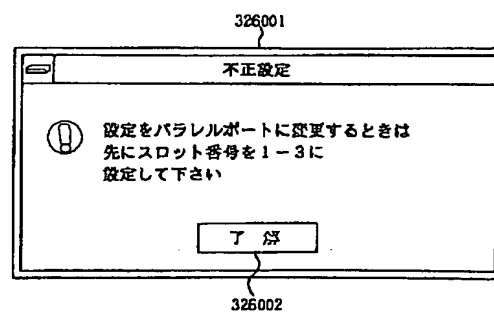 326001
不正設定
設定をパラレルポートに変更するときは
先にスロット番号を1-3に
設定して下さい
了解
326002